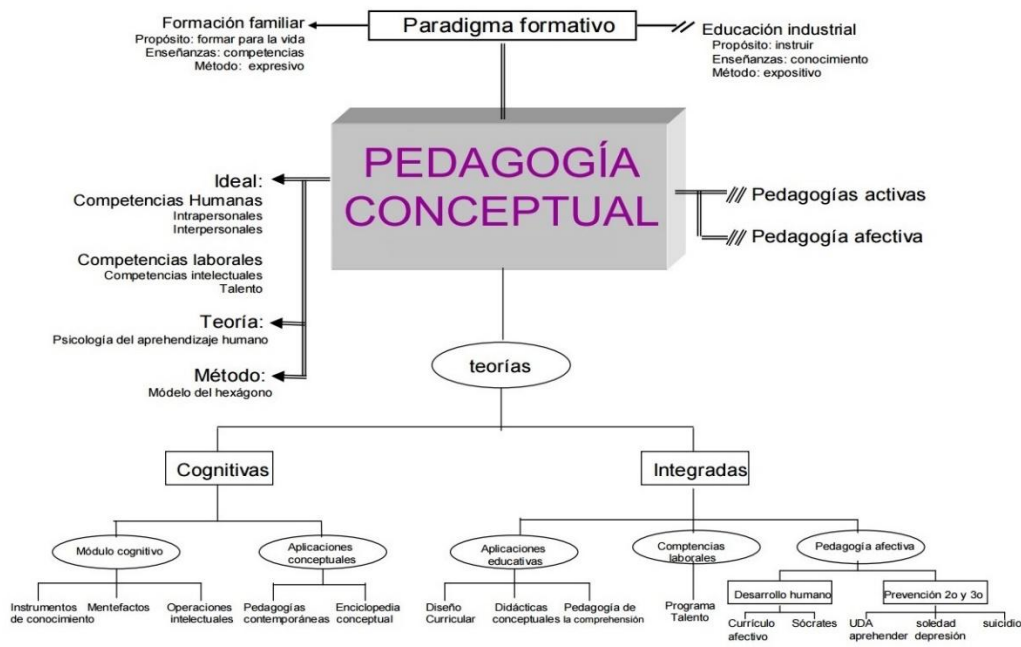 Formación familiar
Propósito: formar para la vida
Enseñanzas: competencias
Método: expresivo
Paradigma formativo
Educación industrial
Propósito: instruir
Enseñanzas: conocimiento
Método: expositivo
PEDAGOGÍA
CONCEPTUAL
Ideal:
Competencias Humanas
Intrapersonales
Interpersonales
Competencias laborales
Competencias intelectuales
Talento
Teoría:
Psicología del aprehendizaje humano
Método:
Módelo del hexágono
Pedagogías activas
Pedagogía afectiva
teorías
Cognitivas
Integradas
Módulo cognitivo
Aplicaciones
conceptuales
Aplicaciones
educativas
Comptencias
laborales
Pedagogía afectiva
Instrumentos
de conocimiento
Mentefactos
Operaciones
intelectuales
Pedagogías
contemporáneas
Enciclopedia
conceptual
Diseño
Curricular
Didácticas
conceptuales
Pedagogía de
la comprehensión
Programa
Talento
Desarrollo humano
Prevención 2o y 3o
Currículo
afectivo
Sócrates
UDA
aprehender
soledad
depresión
suicidio